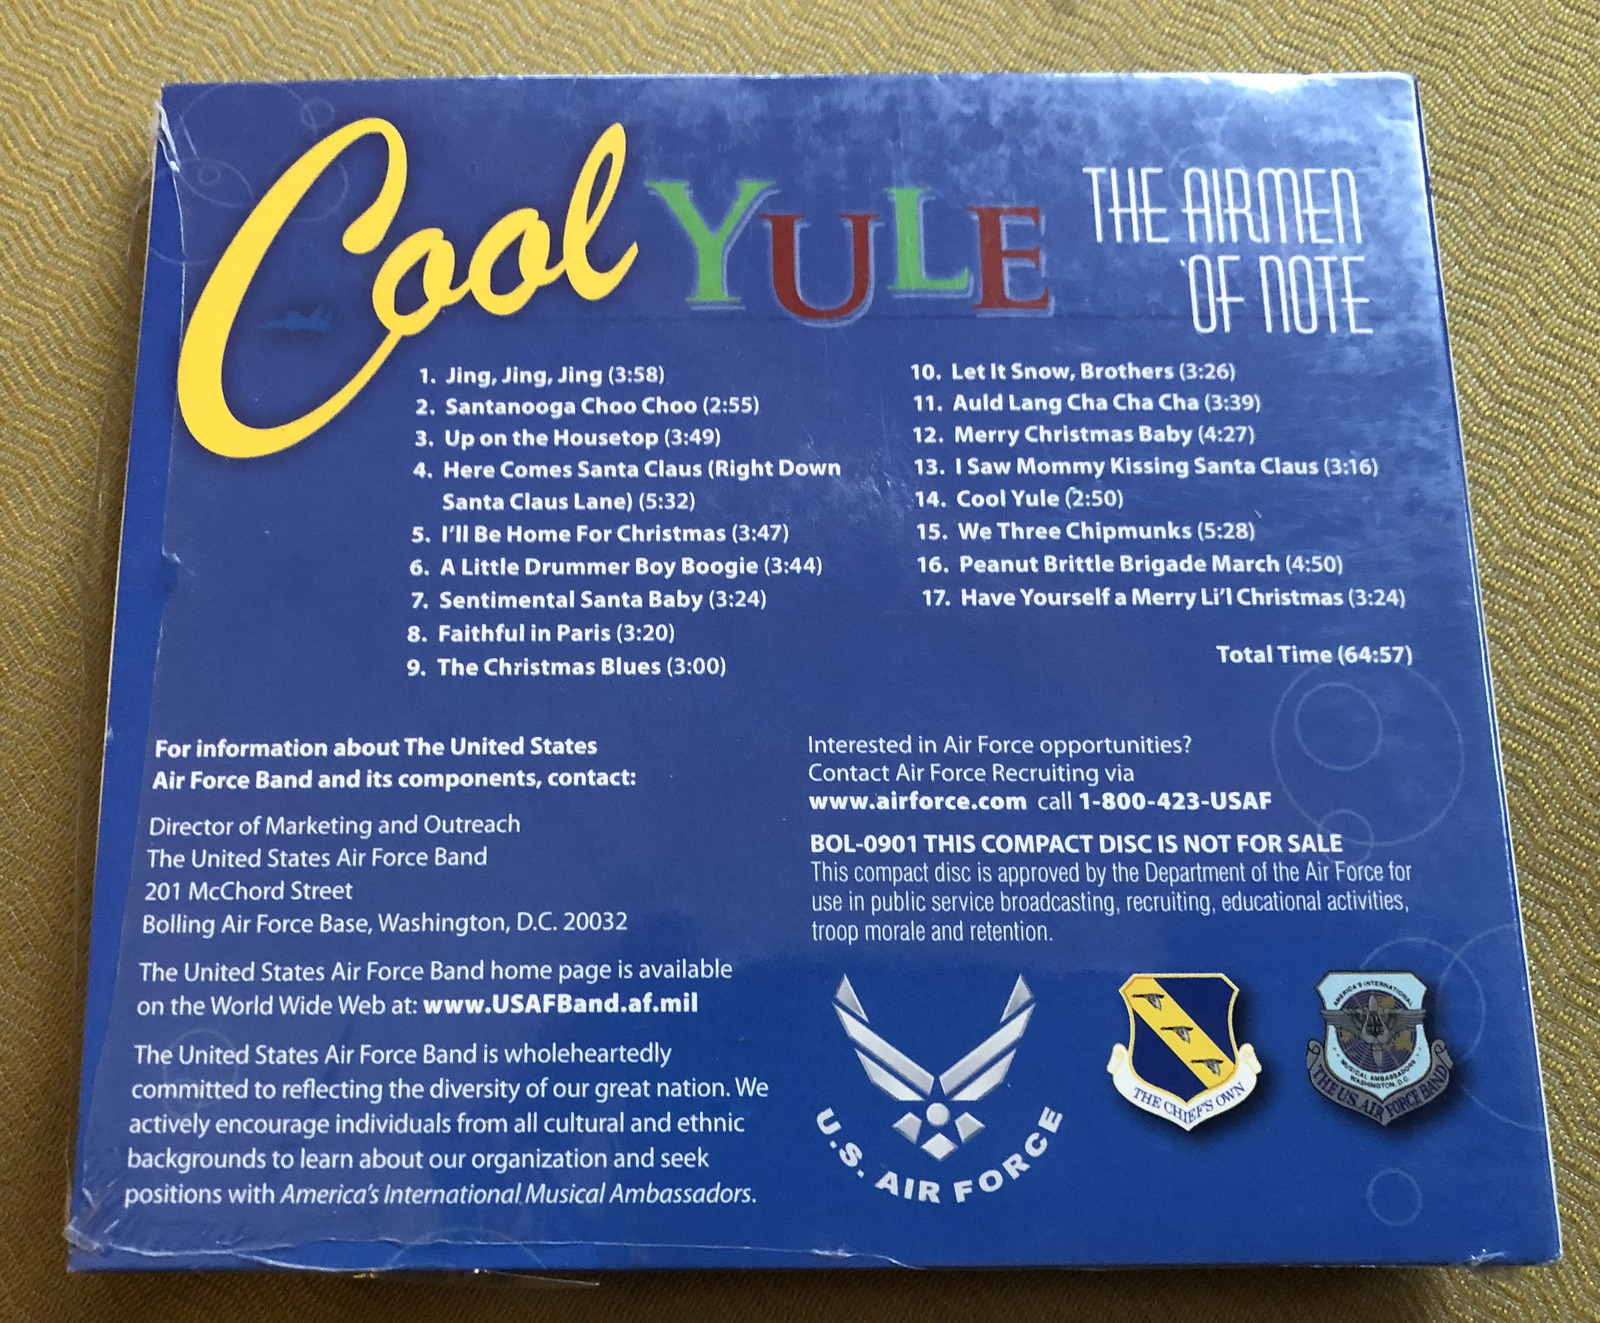 Cool YULE
THE AIRMEN
OF NOTE
1. Jing, Jing, Jing (3:58)
2. Santanooga Choo Choo (2:55)
3. Up on the Housetop (3:49)
4. Here Comes Santa Claus (Right Down
Santa Claus Lane) (5:32)
5. I'll Be Home For Christmas (3:47)
6. A Little Drummer Boy Boogie (3:44)
7. Sentimental Santa Baby (3:24)
8. Faithful in Paris (3:20)
9. The Christmas Blues (3:00)
10. Let It Snow, Brothers (3:26)
11. Auld Lang Cha Cha Cha (3:39)
12. Merry Christmas Baby (4:27)
13. I Saw Mommy Kissing Santa Claus (3:16)
14. Cool Yule (2:50)
15. We Three Chipmunks (5:28)
16. Peanut Brittle Brigade March (4:50)
17. Have Yourself a Merry Li'l Christmas (3:24)
Total Time (64:57)
For information about The United States
Air Force Band and its components, contact:
Director of Marketing and Outreach
The United States Air Force Band
201 McChord Street
Bolling Air Force Base, Washington, D.C. 20032
The United States Air Force Band home page is available
on the World Wide Web at: www.USAFBand.af.mil
The United States Air Force Band is wholeheartedly
committed to reflecting the diversity of our great nation. We
actively encourage individuals from all cultural and ethnic
backgrounds to learn about our organization and seek
positions with America's International Musical Ambassadors.
Interested in Air Force opportunities?
Contact Air Force Recruiting via
www.airforce.com call 1-800-423-USAF
BOL-0901 THIS COMPACT DISC IS NOT FOR SALE
This compact disc is approved by the Department of the Air Force for
use in public service broadcasting, recruiting, educational activities,
troop morale and retention.
U.S. AIR FORCE
THE CHIEF'S OWN
AMERICA'S INTERNATIONAL
MUSICAL AMBASSADORS
WASHINGTON, D.C.
THE U.S. AIR FORCE BAND